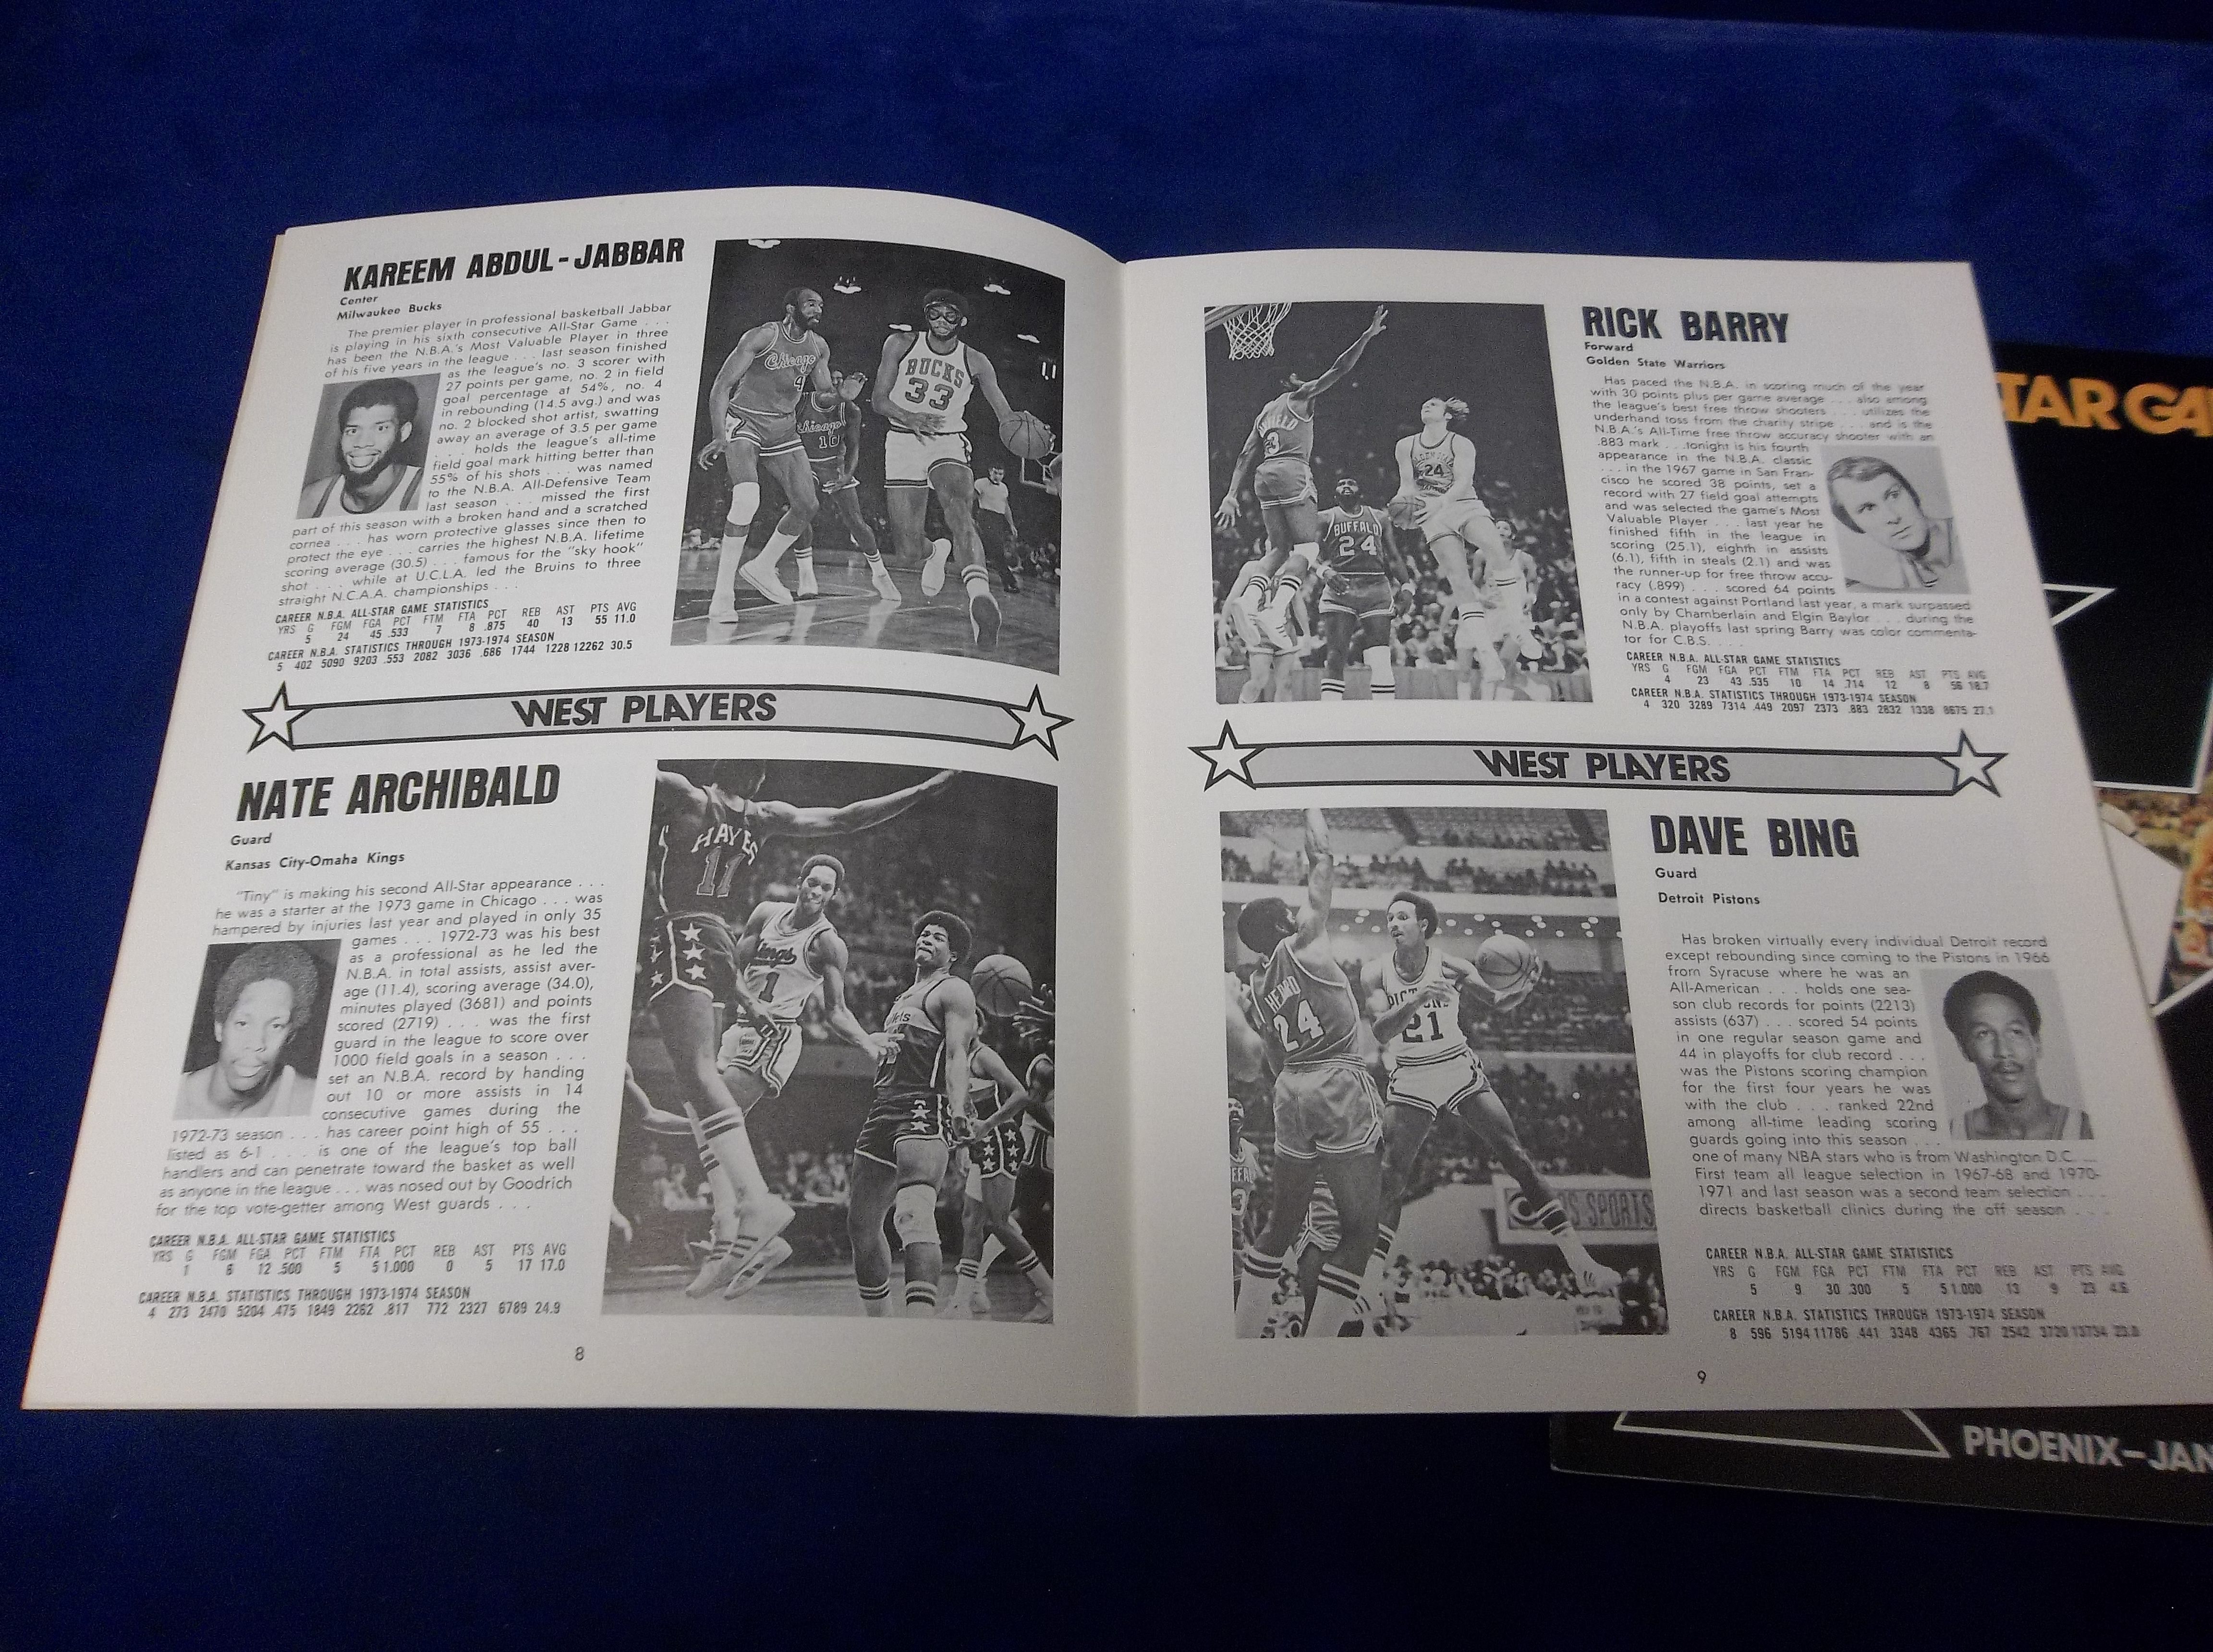 KAREEM ABDUL-JABBAR
Center
Milwaukee Bucks
The premier player in professional basketball Jabbar
is playing in his sixth consecutive All-Star Game . . .
has been the N.B.A.'s Most Valuable Player in three
of his five years in the league . . . last season finished
as the league's no. 3 scorer with
27 points per game, no. 2 in field
goal percentage at 54%, no. 4
in rebounding (14.5 avg.) and was
no. 2 blocked shot artist, swatting
away an average of 3.5 per game
. . . holds the league's all-time
field goal mark hitting better than
55% of his shots . . . was named
to the N.B.A. All-Defensive Team
last season . . . missed the first
part of this season with a broken hand and a scratched
cornea . . . has worn protective glasses since then to
protect the eye . . . carries the highest N.B.A. lifetime
scoring average (30.5) . . . famous for the "sky hook"
shot . . . while at U.C.L.A. led the Bruins to three
straight N.C.A.A. championships . . .
CAREER N.B.A. ALL-STAR GAME STATISTICS
YRS G FGM FGA PCT FTM FTA PCT REB AST PTS AVG
5 24 45 .533 7 8 .875 40 13 55 11.0
CAREER N.B.A. STATISTICS THROUGH 1973-1974 SEASON
5 402 5090 9203 .553 2082 3036 .686 1744 1228 12262 30.5
Chicago
4
Chicago
10
BUCKS
33
WEST PLAYERS
NATE ARCHIBALD
Guard
Kansas City-Omaha Kings
"Tiny" is making his second All-Star appearance . . .
he was a starter at the 1973 game in Chicago . . . was
hampered by injuries last year and played in only 35
games . . . 1972-73 was his best
as a professional as he led the
N.B.A. in total assists, assist aver-
age (11.4), scoring average (34.0),
minutes played (3681) and points
scored (2719) . . . was the first
guard in the league to score over
1000 field goals in a season . . .
set an N.B.A. record by handing
out 10 or more assists in 14
consecutive games during the
1972-73 season . . . has career point high of 55 . . .
listed as 6-1 . . . is one of the league's top ball
handlers and can penetrate toward the basket as well
as anyone in the league . . . was nosed out by Goodrich
for the top vote-getter among West guards . . .
CAREER N.B.A. ALL-STAR GAME STATISTICS
YRS G FGM FGA PCT FTM FTA PCT REB AST PTS AVG
1 6 12 .500 5 5 1.000 0 5 17 17.0
CAREER N.B.A. STATISTICS THROUGH 1973-1974 SEASON
4 273 2470 5204 .475 1849 2262 .817 772 2327 6789 24.9
HAYES
11
Kings
1
8
RICK BARRY
Forward
Golden State Warriors
Has paced the N.B.A. in scoring much of the year
with 30 points plus per game average . . . also among
the league's best free throw shooters . . . utilizes the
underhand toss from the charity stripe . . . and is the
N.B.A.'s All-Time free throw accuracy shooter with an
.883 mark . . . tonight is his fourth
appearance in the N.B.A. classic
. . . in the 1967 game in San Fran-
cisco he scored 38 points, set a
record with 27 field goal attempts
and was selected the game's Most
Valuable Player . . . last year he
finished fifth in the league in
scoring (25.1), eighth in assists
(6.1), fifth in steals (2.1) and was
the runner-up for free throw accu-
racy (.899) . . . scored 64 points
in a contest against Portland last year, a mark surpassed
only by Chamberlain and Elgin Baylor . . . during the
N.B.A. playoffs last spring Barry was color commenta-
tor for C.B.S.
CAREER N.B.A. ALL-STAR GAME STATISTICS
YRS G FGM FGA PCT FTM FTA PCT REB AST PTS AVG
4 23 43 .535 10 14 .714 12 8 56 18.7
CAREER N.B.A. STATISTICS THROUGH 1973-1974 SEASON
4 320 3289 7314 .449 2097 2373 .883 2832 1338 8675 27.1
BUFFALO
24
24
WEST PLAYERS
DAVE BING
Guard
Detroit Pistons
Has broken virtually every individual Detroit record
except rebounding since coming to the Pistons in 1966
from Syracuse where he was an
All-American . . . holds one sea-
son club records for points (2213)
assists (637) . . . scored 54 points
in one regular season game and
44 in playoffs for club record . . .
was the Pistons scoring champion
for the first four years he was
with the club . . . ranked 22nd
among all-time leading scoring
guards going into this season . . .
one of many NBA stars who is from Washington D.C. ...
First team all league selection in 1967-68 and 1970-
1971 and last season was a second team selection . . .
directs basketball clinics during the off season . . .
CAREER N.B.A. ALL-STAR GAME STATISTICS
YRS G FGM FGA PCT FTM FTA PCT REB AST PTS AVG
5 9 30 .300 5 5 1.000 13 9 23 4.6
CAREER N.B.A. STATISTICS THROUGH 1973-1974 SEASON
8 596 5194 11786 .441 3348 4365 .767 2542 3720 13734 23.0
24
21
SPORTS
9
TAR GA
PHOENIX-JAN